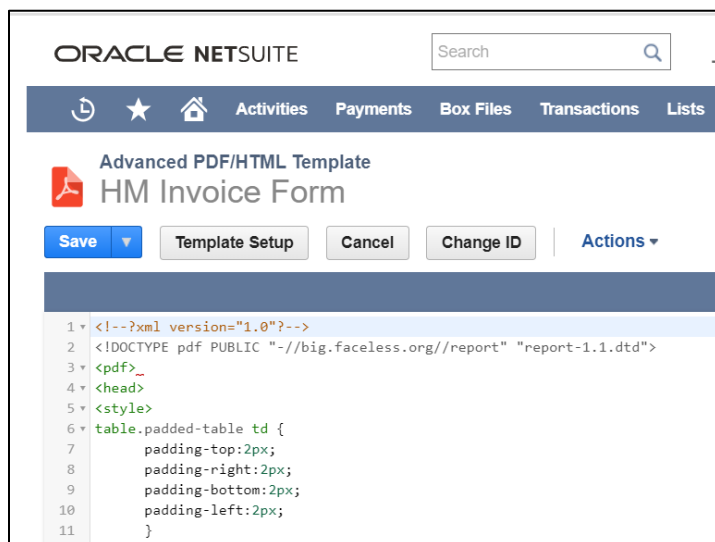 ORACLE NETSUITE Search
Activities Payments Box Files Transactions Lists
Advanced PDF/HTML Template
HM Invoice Form
Save Template Setup Cancel Change ID Actions
1 <!--?xml version="1.0"?-->
2 <!DOCTYPE pdf PUBLIC "-//big.faceless.org//report" "report-1.1.dtd">
3 <pdf>
4 <head>
5 <style>
6 table.padded-table td {
7 padding-top:2px;
8 padding-right:2px;
9 padding-bottom:2px;
10 padding-left:2px;
11 }